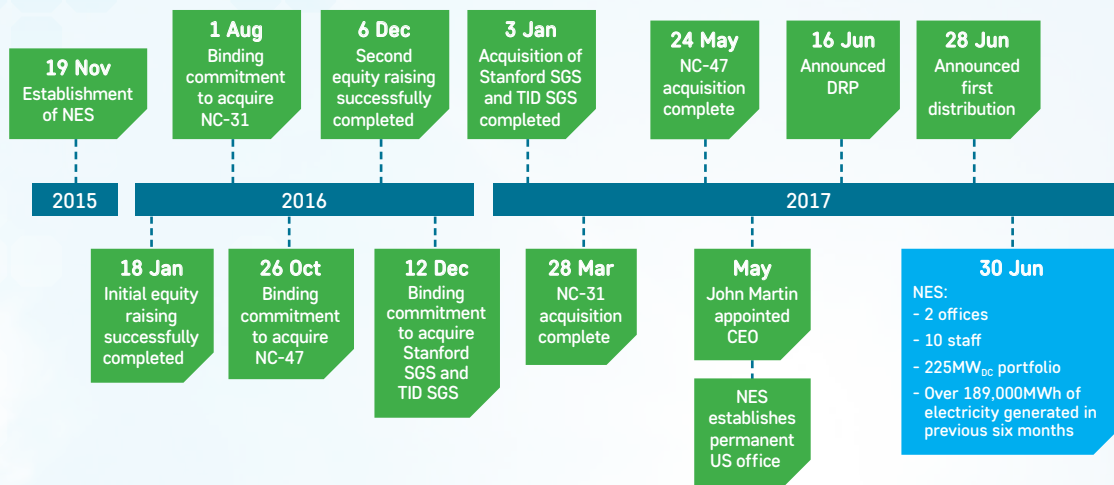 19 Nov
Establishment
of NES
1 Aug
Binding
commitment
to acquire
NC-31
6 Dec
Second
equity raising
successfully
completed
3 Jan
Acquisition of
Stanford SGS
and TID SGS
completed
24 May
NC-47
acquisition
complete
16 Jun
Announced
DRP
28 Jun
Announced
first
distribution
2015
2016
2017
18 Jan
Initial equity
raising
successfully
completed
26 Oct
Binding
commitment
to acquire
NC-47
12 Dec
Binding
commitment
to acquire
Stanford
SGS and
TID SGS
28 Mar
NC-31
acquisition
complete
May
John Martin
appointed
CEO
NES
establishes
permanent
US office
30 Jun
NES:
- 2 offices
- 10 staff
- 225MWDC portfolio
- Over 189,000MWh of
electricity generated in
previous six months